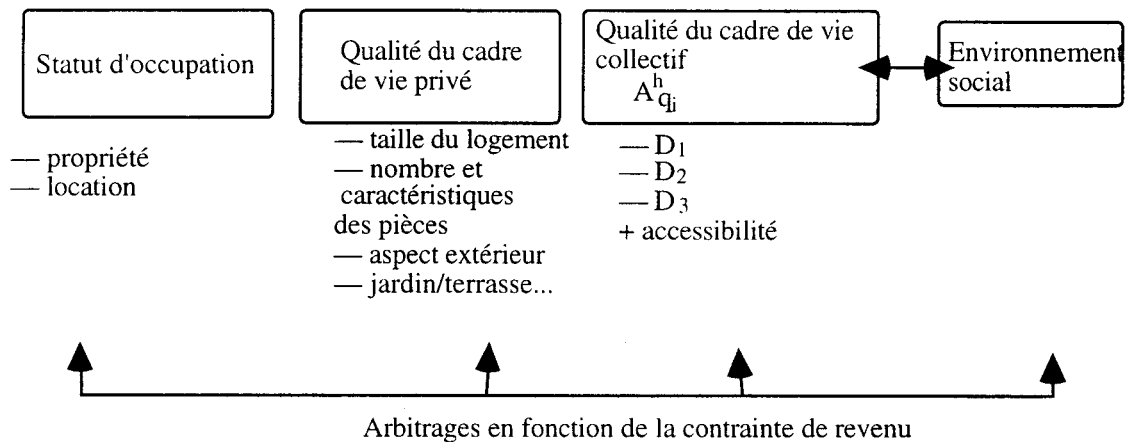 Statut d'occupation
— propriété
— location
Qualité du cadre
de vie privé
— taille du logement
— nombre et
caractéristiques
des pièces
— aspect extérieur
— jardin/terrasse...
Qualité du cadre de vie
collectif
A^h_{q_i}
— D₁
— D₂
— D₃
+ accessibilité
Environnement
social
Arbitrages en fonction de la contrainte de revenu